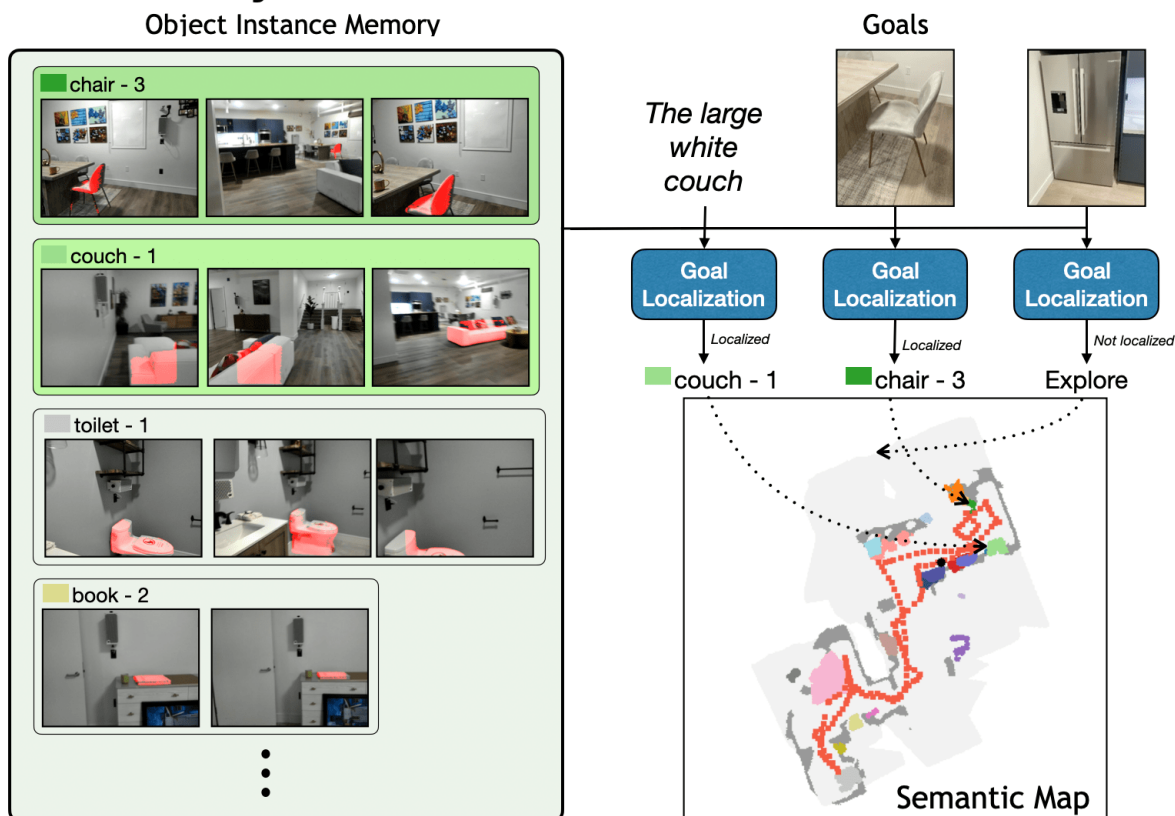 Object Instance Memory
Goals
chair - 3
The large
white
couch
couch - 1
Goal
Localization
Goal
Localization
Goal
Localization
Localized
Localized
Not localized
couch - 1
chair - 3
Explore
toilet - 1
book - 2
Semantic Map